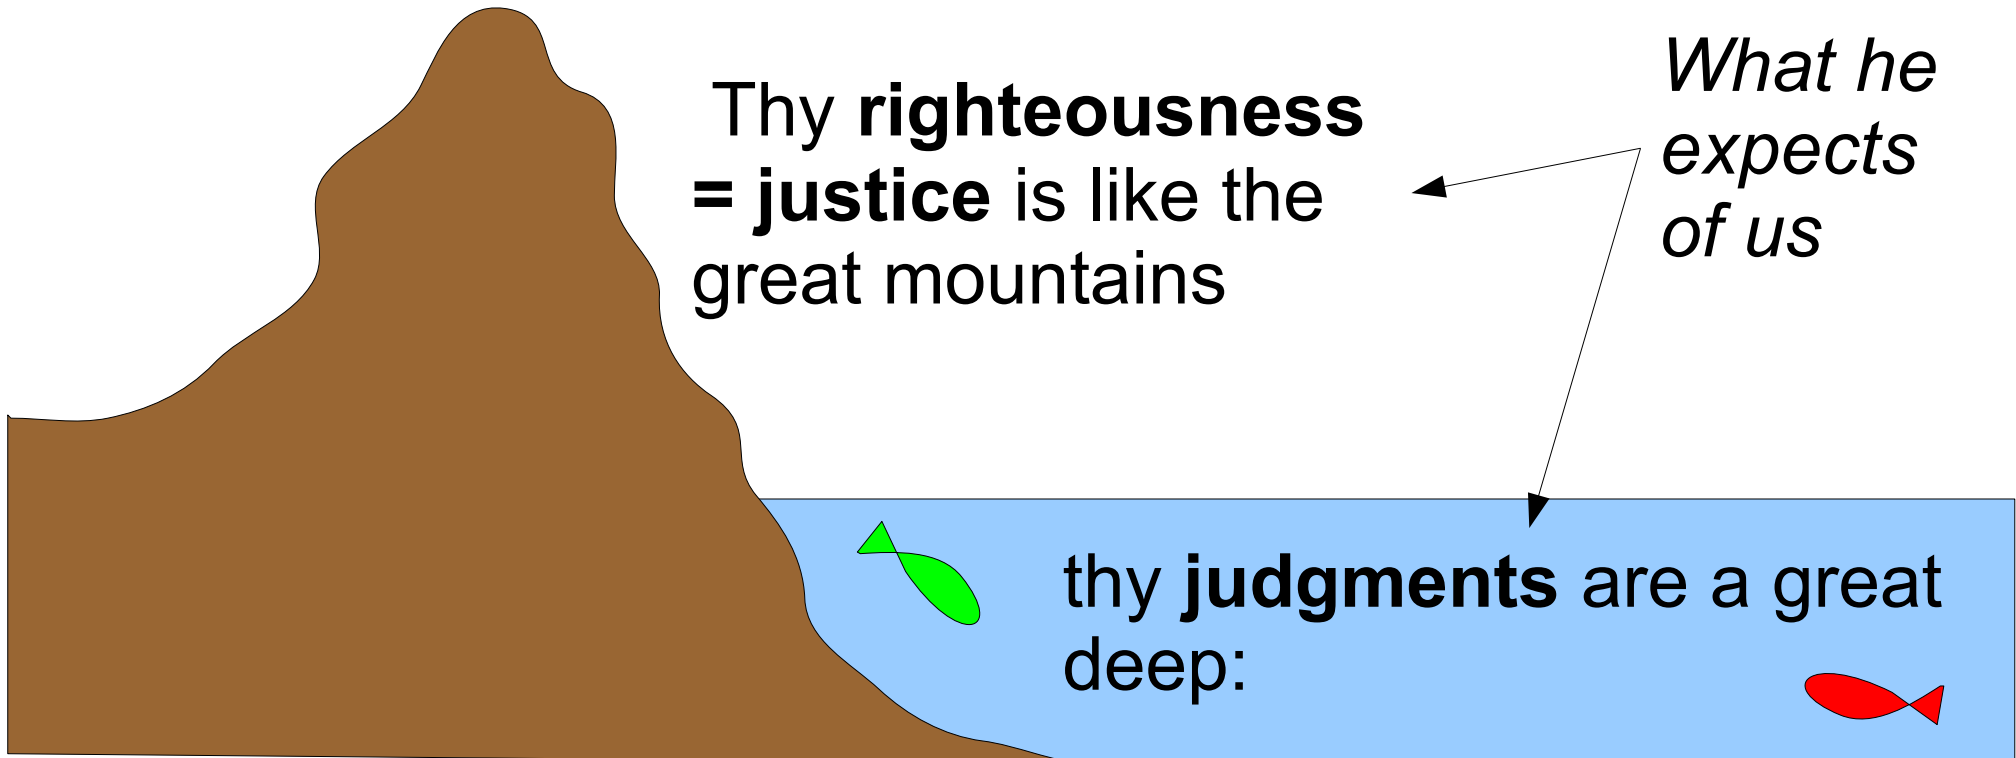 Thy righteousness
= justice is like the
great mountains
What he
expects
of us
thy judgments are a great
deep: